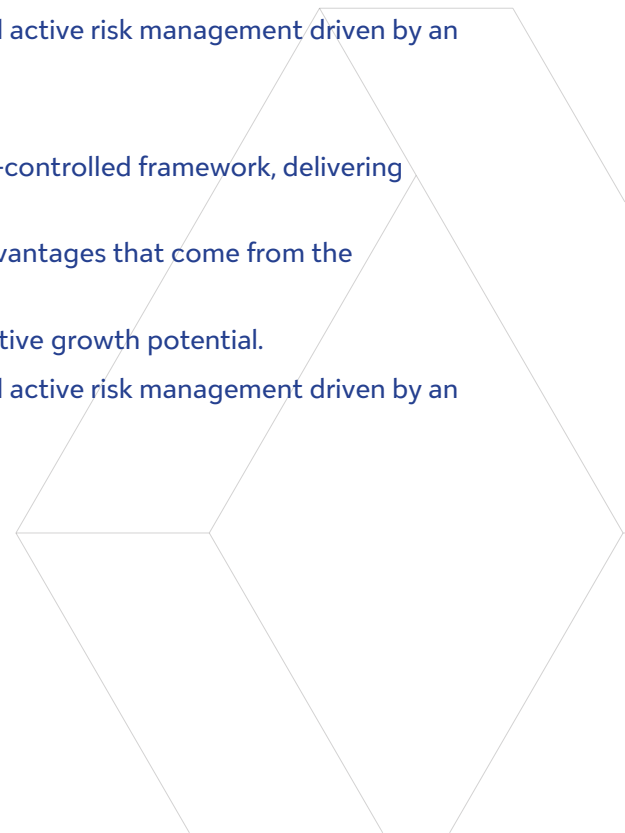 active risk management driven by an
-controlled framework, delivering
vantages that come from the
tive growth potential.
active risk management driven by an